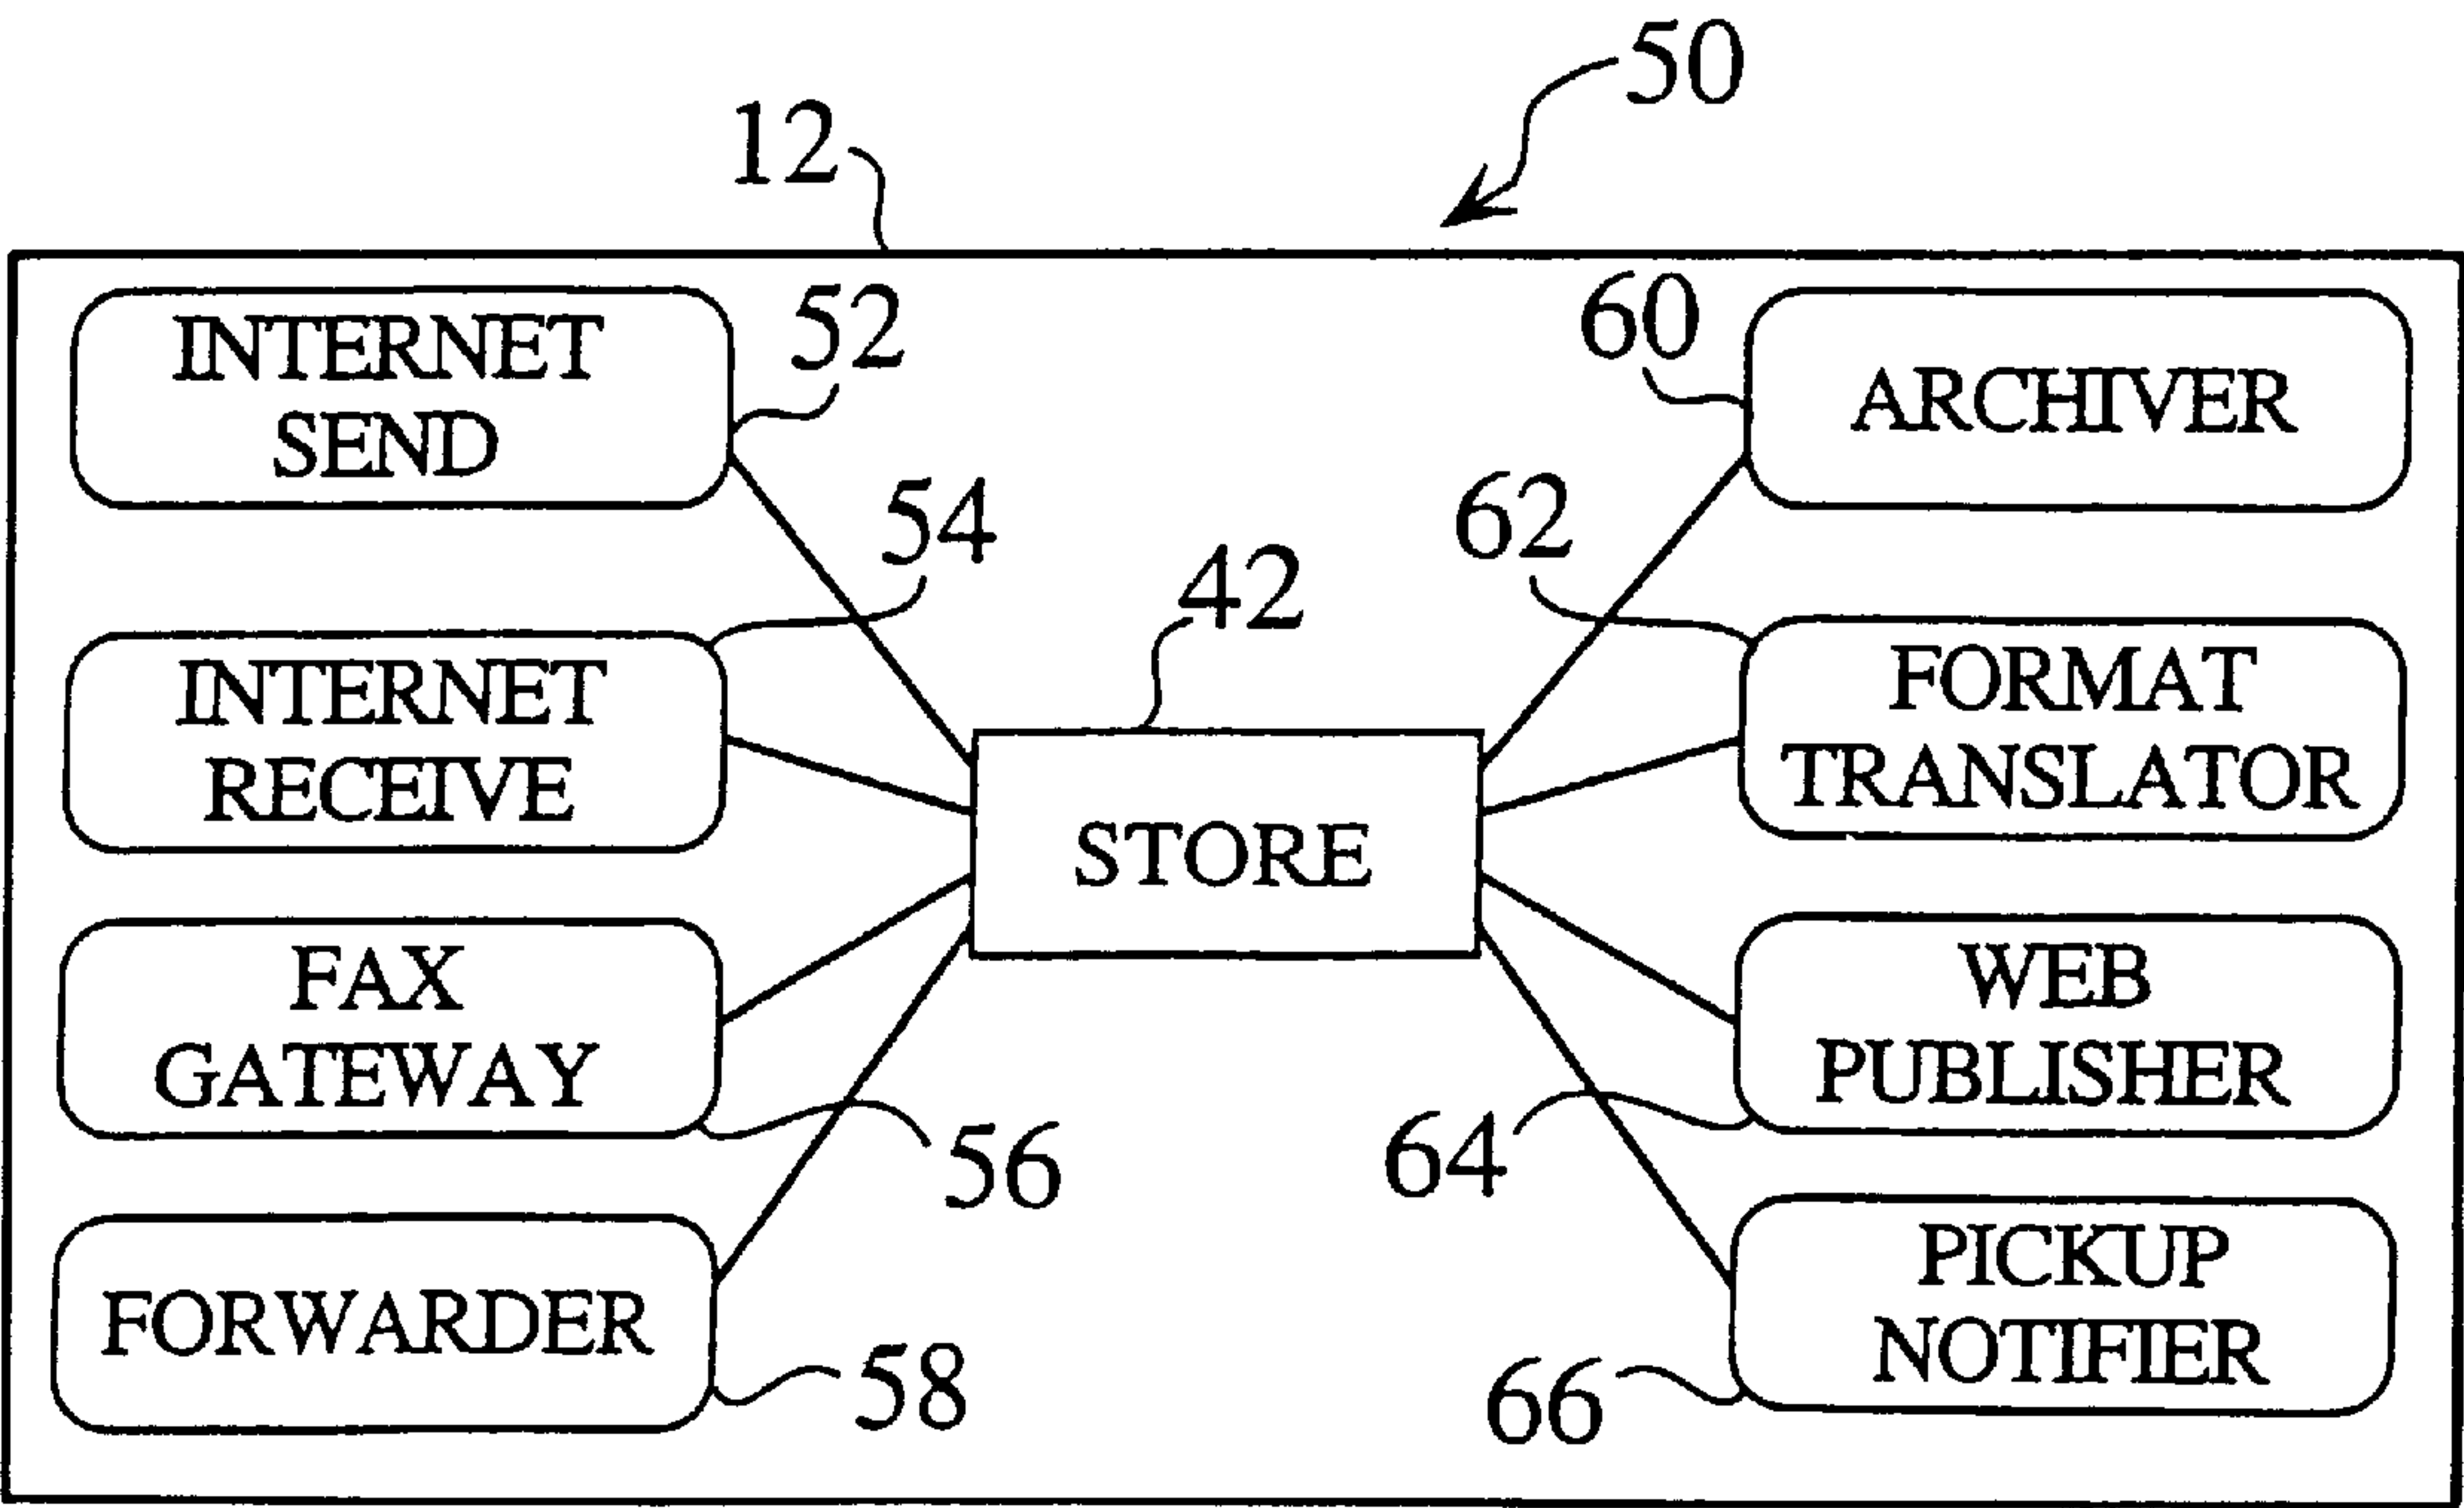 50
12
INTERNET
SEND
52
60
ARCHIVER
54
62
42
INTERNET
RECEIVE
FORMAT
TRANSLATOR
STORE
FAX
GATEWAY
WEB
PUBLISHER
56
64
FORWARDER
58
PICKUP
NOTIFIER
66